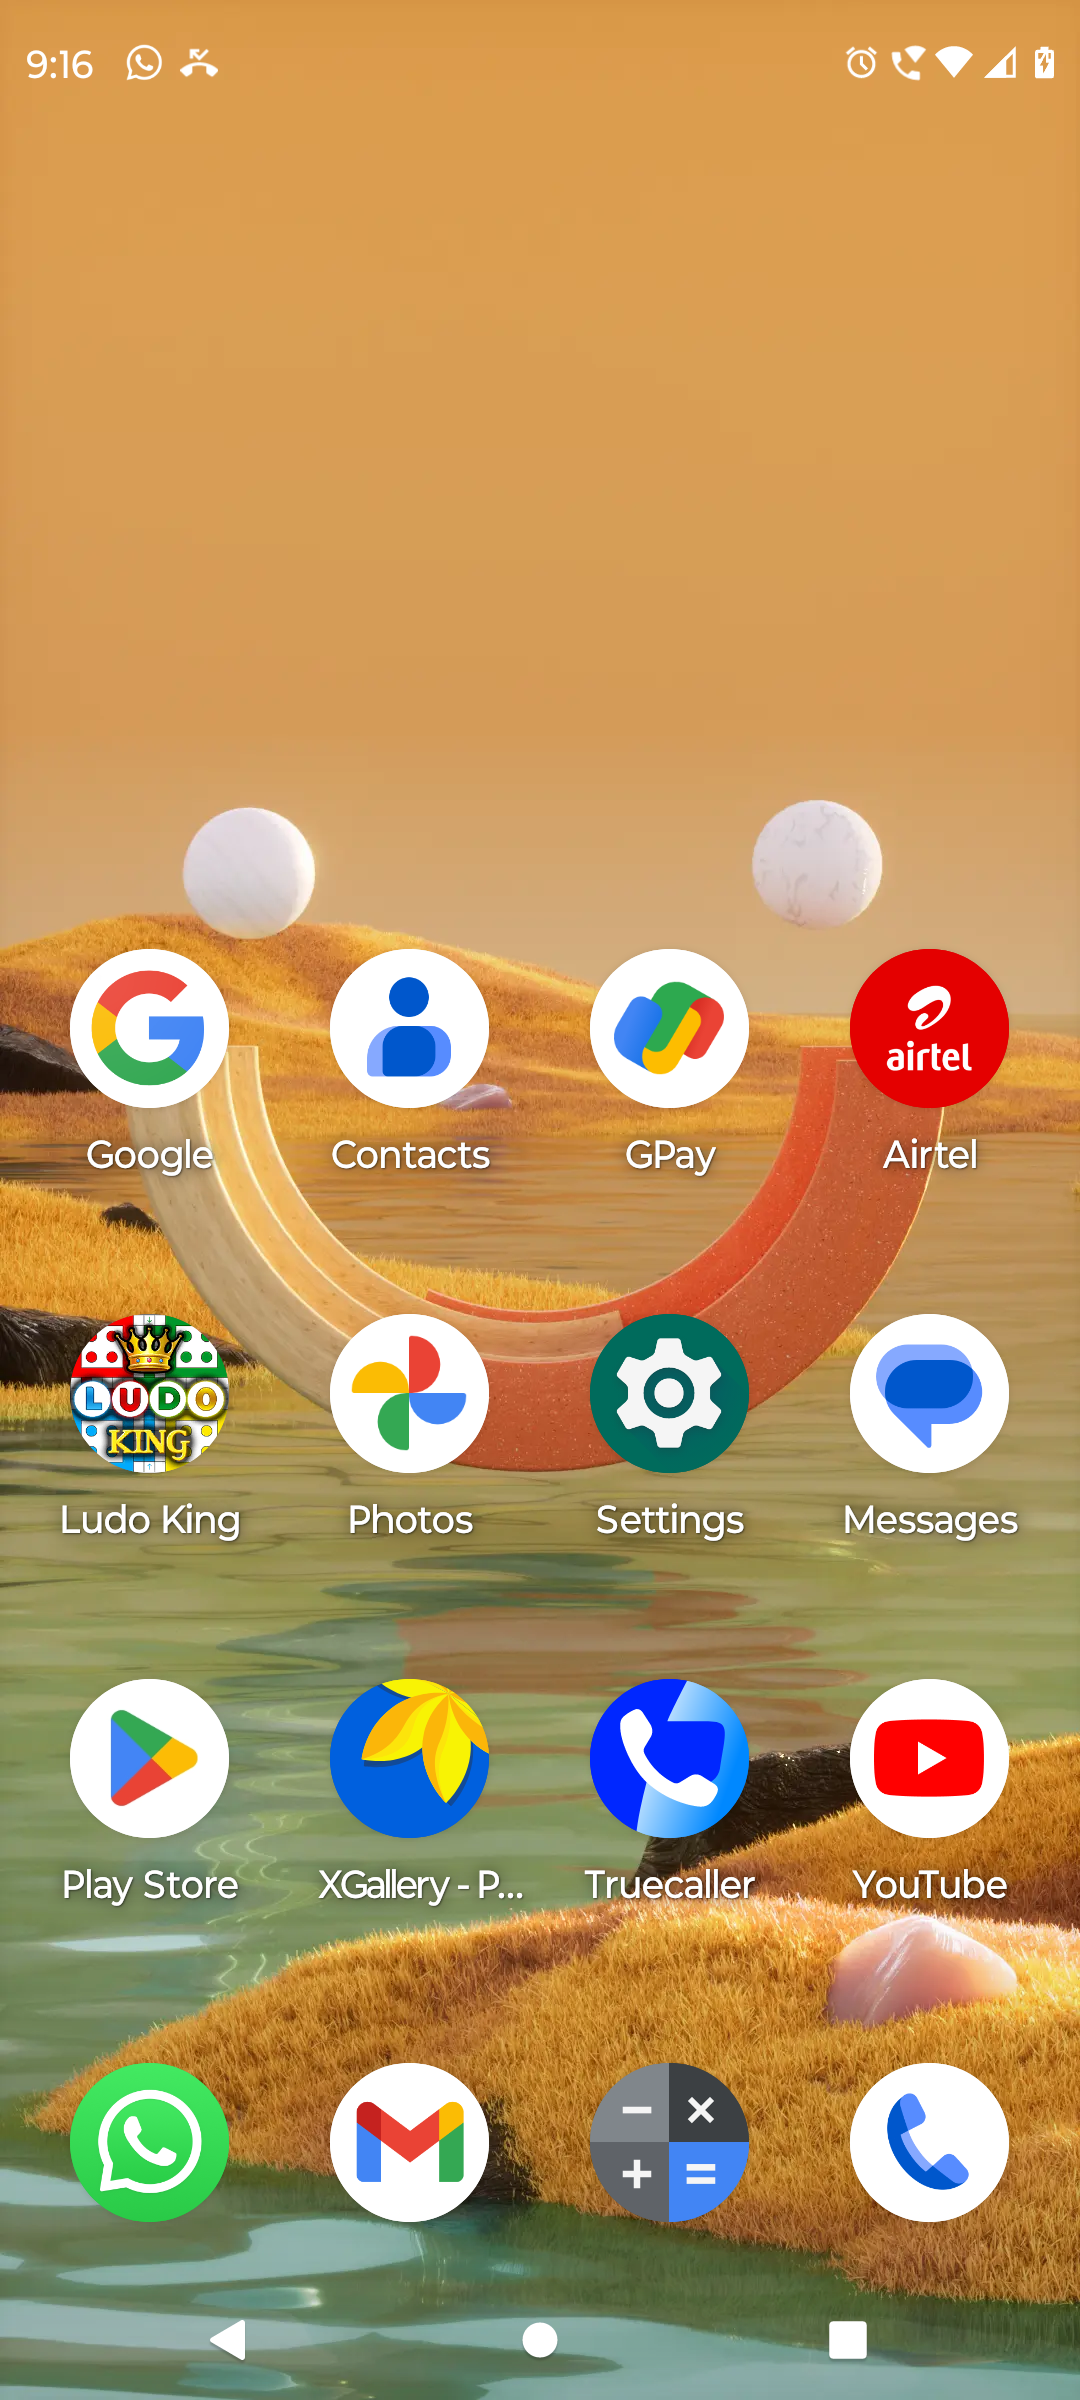 9:16
airtel
Google
Contacts
GPay
Airtel
LUDO
KING
Ludo King
Photos
Settings
Messages
Play Store
XGallery - P...
Truecaller
YouTube